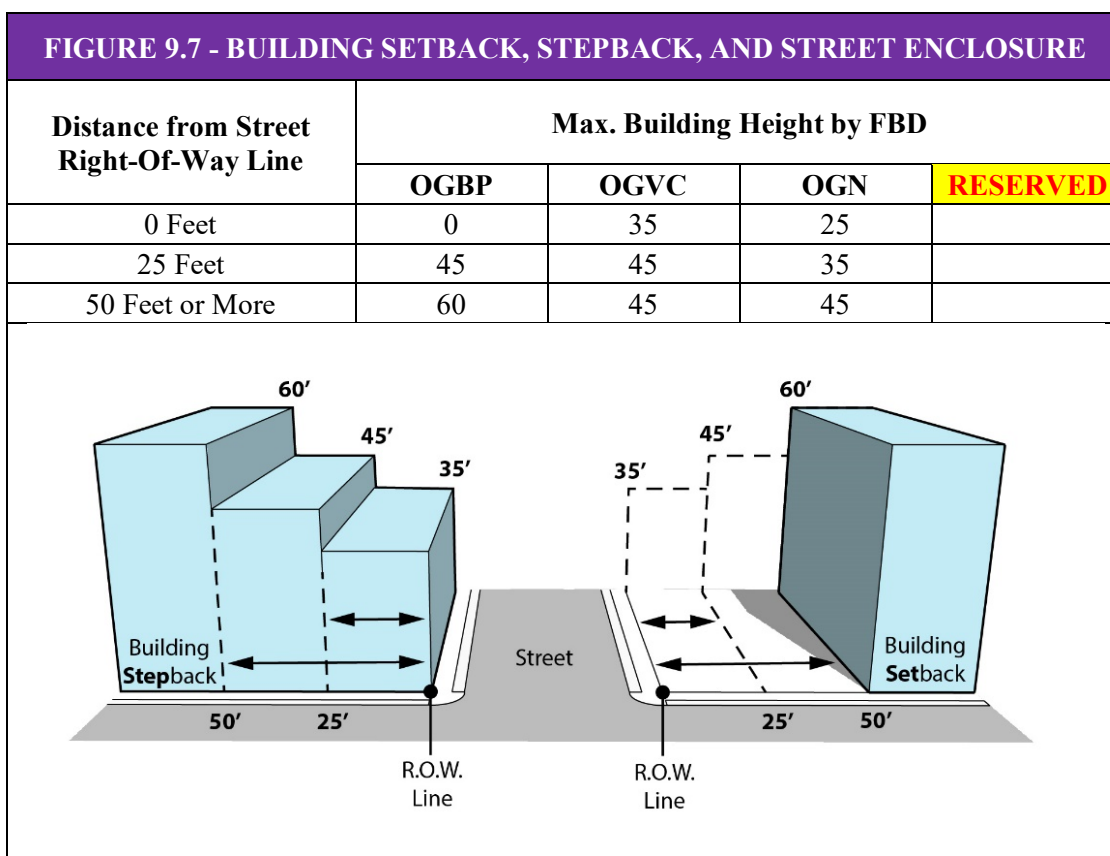 FIGURE 9.7 - BUILDING SETBACK, STEPBACK, AND STREET ENCLOSURE
Distance from Street
Right-Of-Way Line
Max. Building Height by FBD
OGBP OGVC OGN RESERVED
0 Feet 0 35 25
25 Feet 45 45 35
50 Feet or More 60 45 45
60' 60'
45' 45'
35' 35'
Building
Stepback
Street
Building
Setback
50' 25' 25' 50'
R.O.W.
Line
R.O.W.
Line